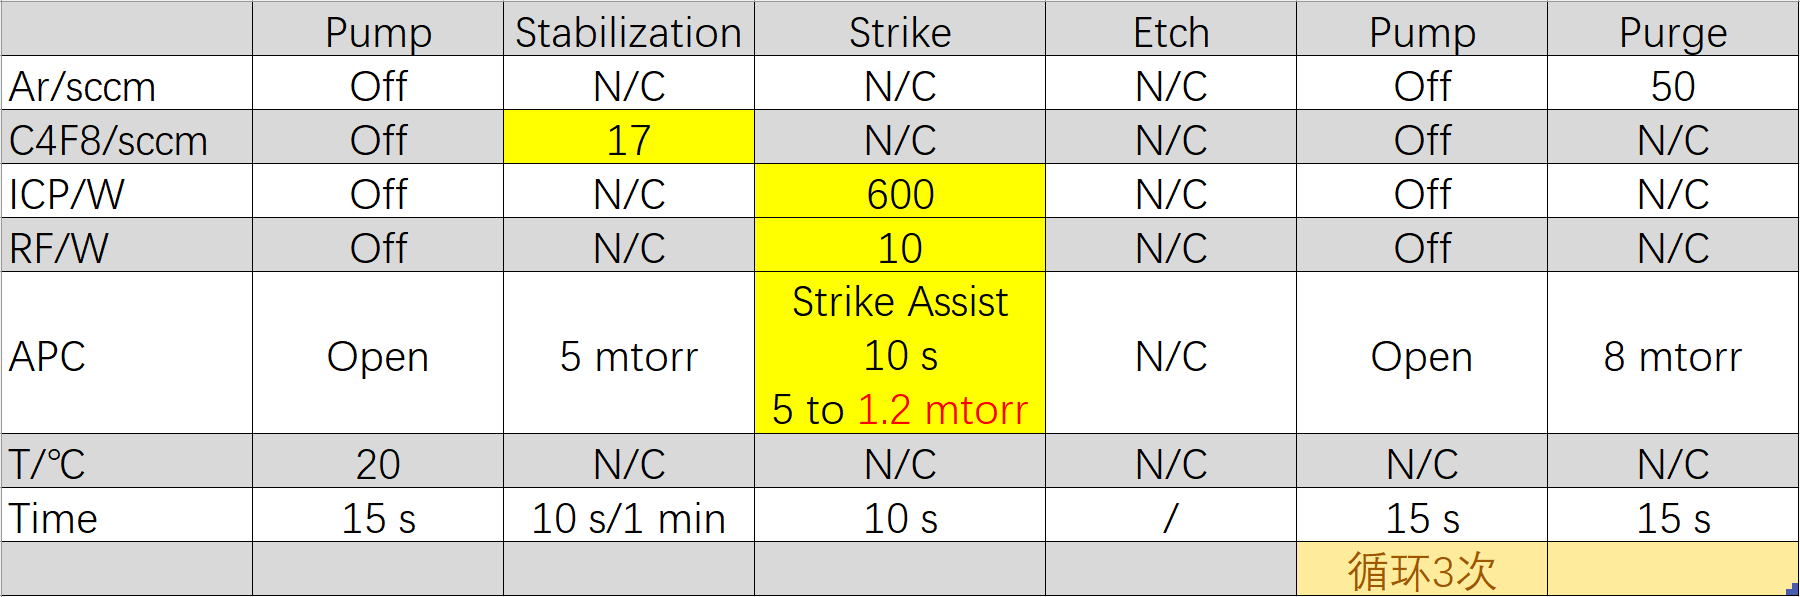 Pump Stabilization Strike Etch Pump Purge
Ar/sccm Off N/C N/C N/C Off 50
C4F8/sccm Off 17 N/C N/C Off N/C
ICP/W Off N/C 600 N/C Off N/C
RF/W Off N/C 10 N/C Off N/C
Strike Assist
APC Open 5 mtorr 10 s N/C Open 8 mtorr
5 to 1.2 mtorr
T/℃ 20 N/C N/C N/C N/C N/C
Time 15 s 10 s/1 min 10 s / 15 s 15 s
循环3次